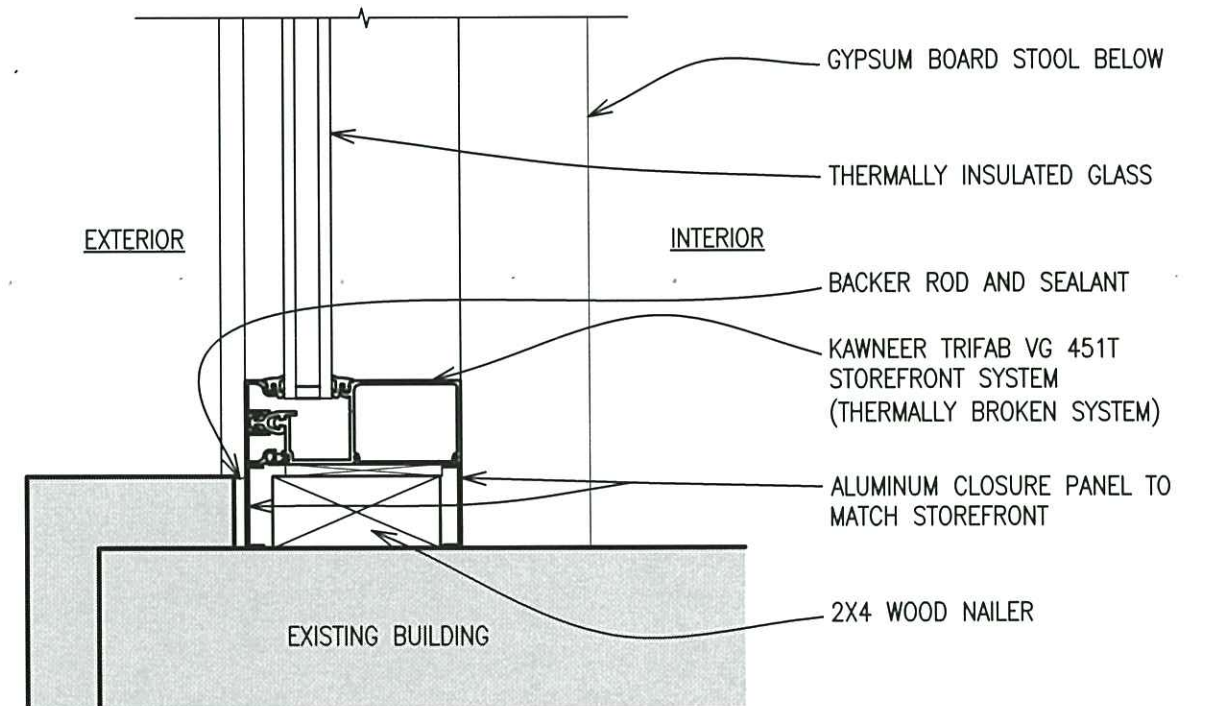 GYPSUM BOARD STOOL BELOW
THERMALLY INSULATED GLASS
EXTERIOR
INTERIOR
BACKER ROD AND SEALANT
KAWNEER TRIFAB VG 451T
STOREFRONT SYSTEM
(THERMALLY BROKEN SYSTEM)
ALUMINUM CLOSURE PANEL TO
MATCH STOREFRONT
2X4 WOOD NAILER
EXISTING BUILDING